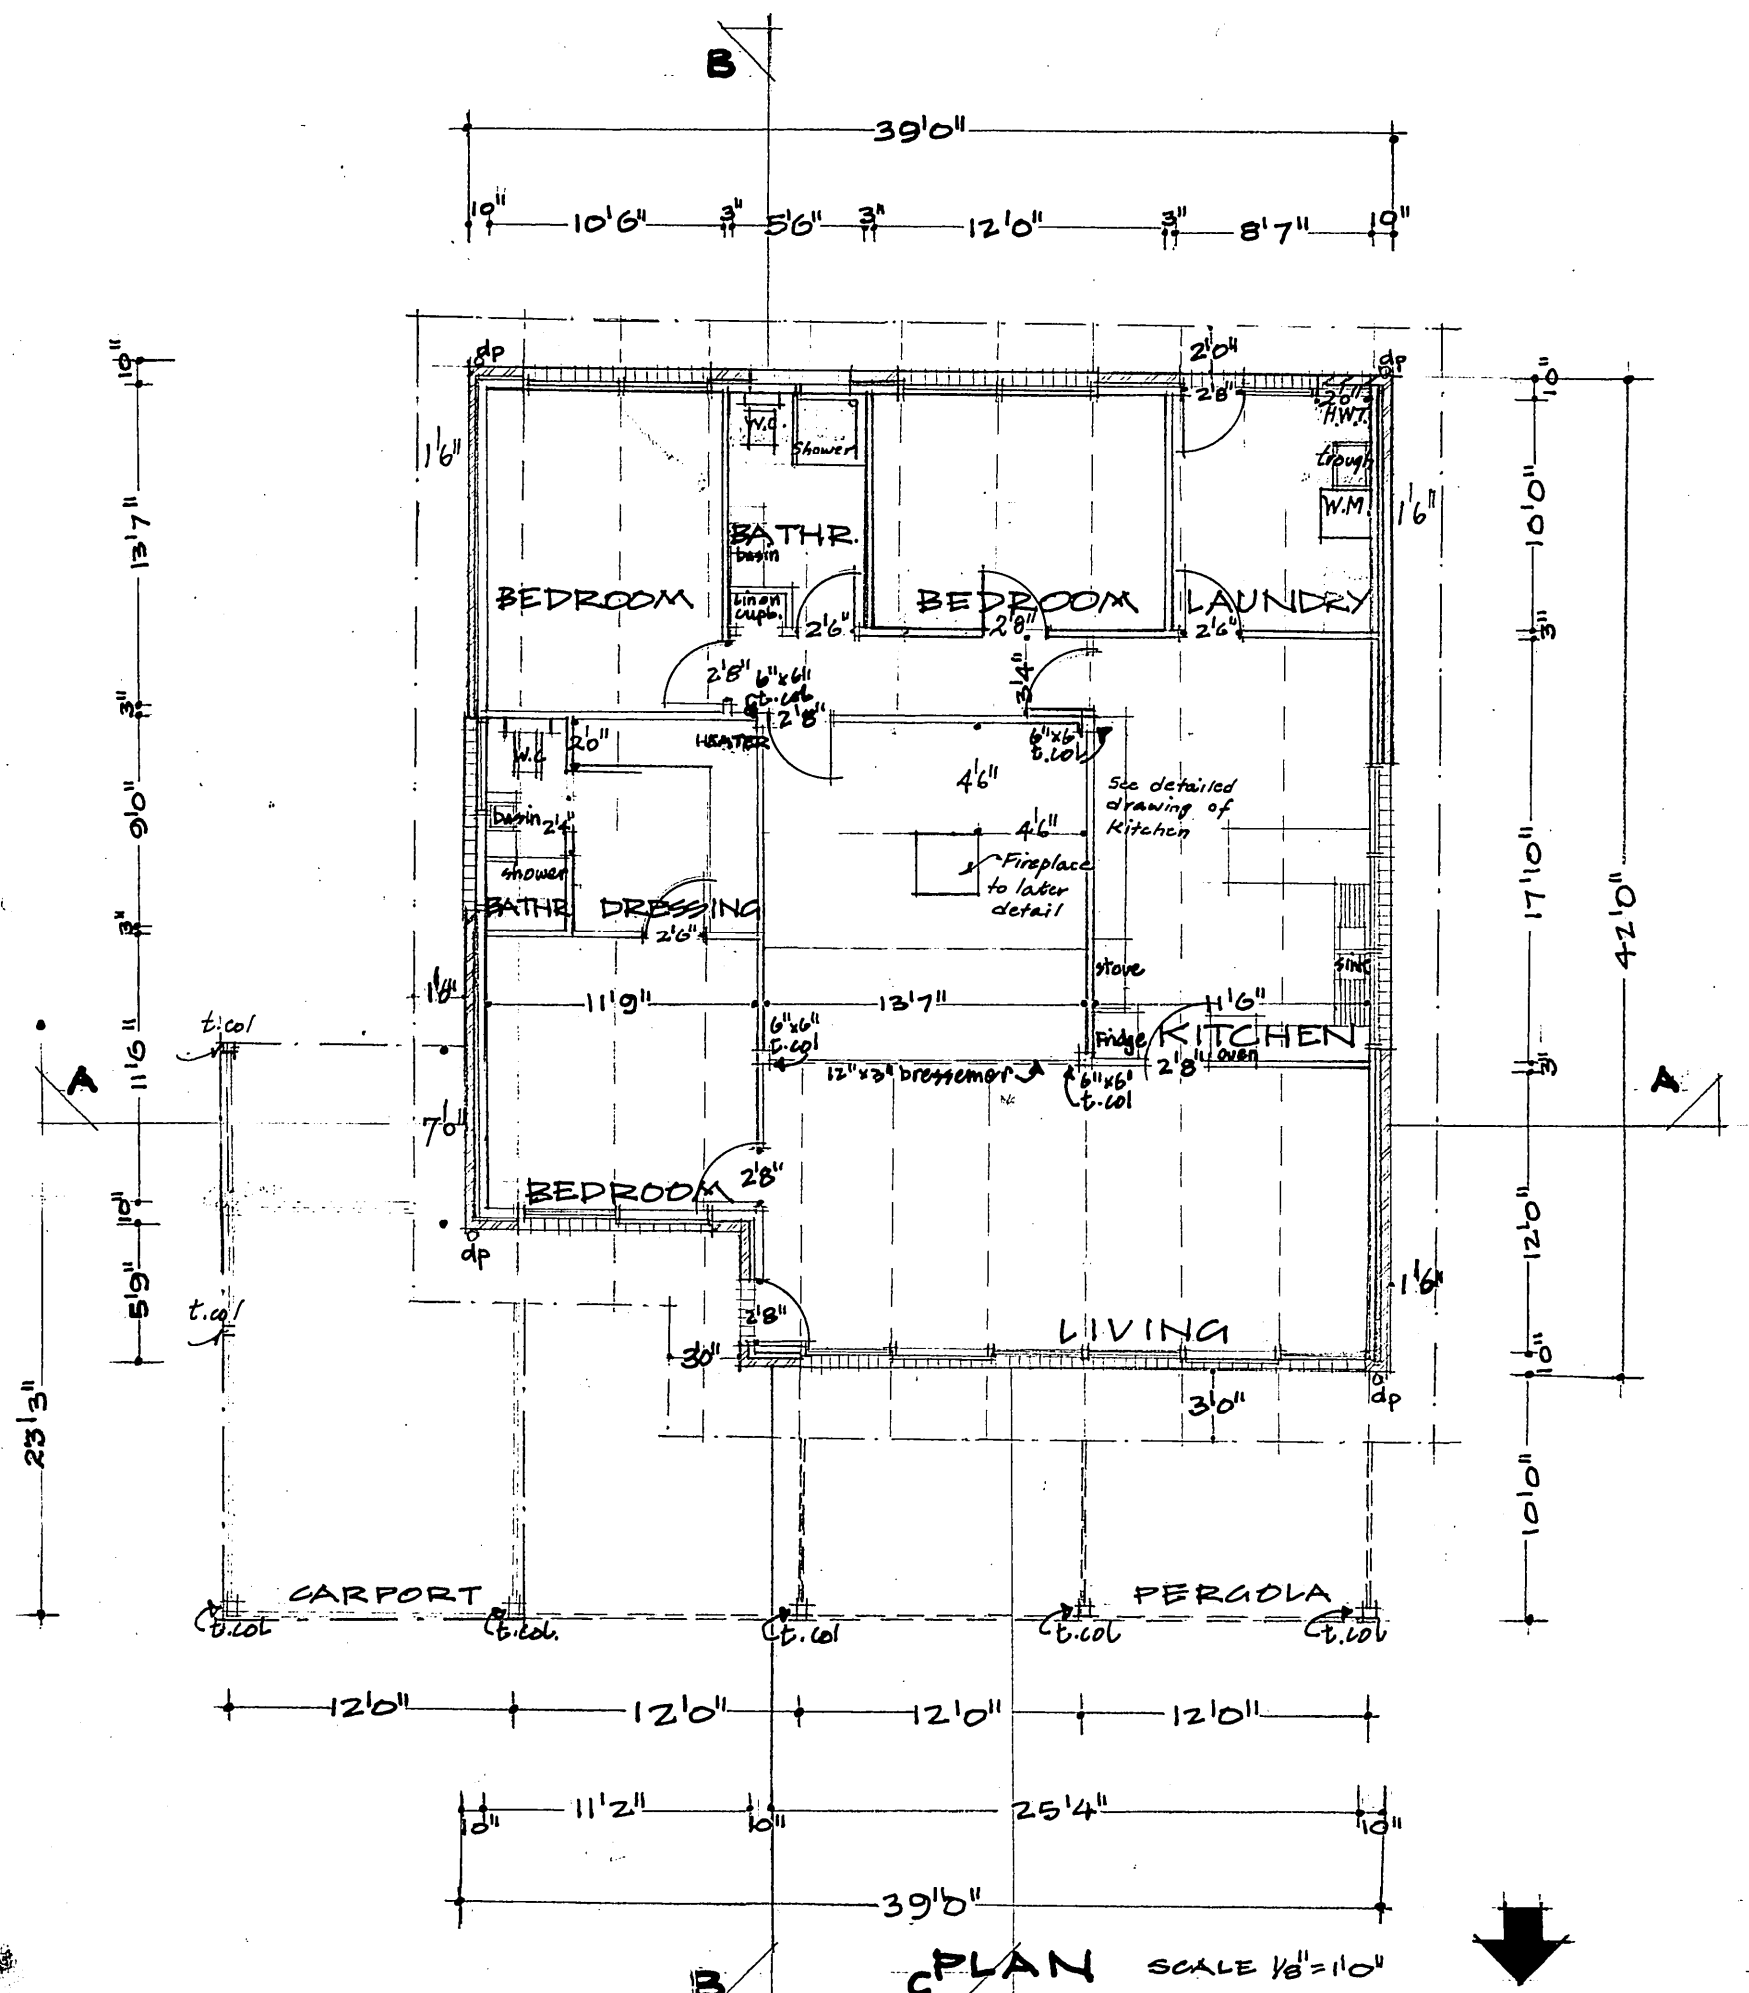 B
39'0"
10" 10'6" 3" 5'6" 3" 12'0" 3" 8'7" 10"
dp
2'0"
dp
10"
10"
2'8"
2'0"
H.W.T.
W.C.
Shower
1'6"
trough
W.M.
1'6"
13'7"
10'0"
42'0"
BATHR.
basin
BEDROOM
linen
cupb.
BEDROOM
LAUNDRY
2'6"
2'8"
2'6"
3"
2'8"
6"x6"
t.col
3'4"
3"
2'8"
HEATER
6"x6"
t.col
W.C
2'0"
4'6"
See detailed
drawing of
Kitchen
9'0"
basin
2'4"
4'6"
Fireplace
to later
detail
17'10"
shower
BATHR
DRESSING
3"
2'6"
stove
sink
11'9"
13'7"
11'6"
t.col
6"x6"
t.col
Fridge
KITCHEN
oven
2'8"
3"
12"x3" bressemer
6"x6"
t.col
11'6"
A
A
7'0"
2'8"
BEDROOM
10"
12'0"
dp
5'9"
t.col
1'6"
2'8"
LIVING
3'0"
10"
dp
3'0"
23'3"
10'0"
CARPORT
PERGOLA
t.col
t.col.
t.col
t.col
t.col
12'0" 12'0" 12'0" 12'0"
10" 11'2" 10" 25'4" 10"
39'0"
B
C
PLAN
SCALE 1/8"=1'0"